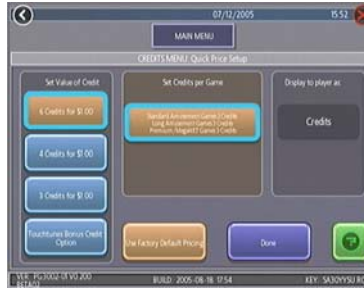 07/12/2005 15:52
MAIN MENU
CREDITS MENU: Quick Price Setup
Set Value of Credit
Set Credits per Game
Display to player as
6 Credits for $1.00
Standard Amusement Games 2 Credits
Long Amusement Games 3 Credits
Premium/Megahit Games 3 Credits
Credits
4 Credits for $1.00
3 Credits for $1.00
Touchtunes Bonus Credit
Option
Use Factory Default Pricing
Done
BUILD 2005-06-16 17:54
KEY: